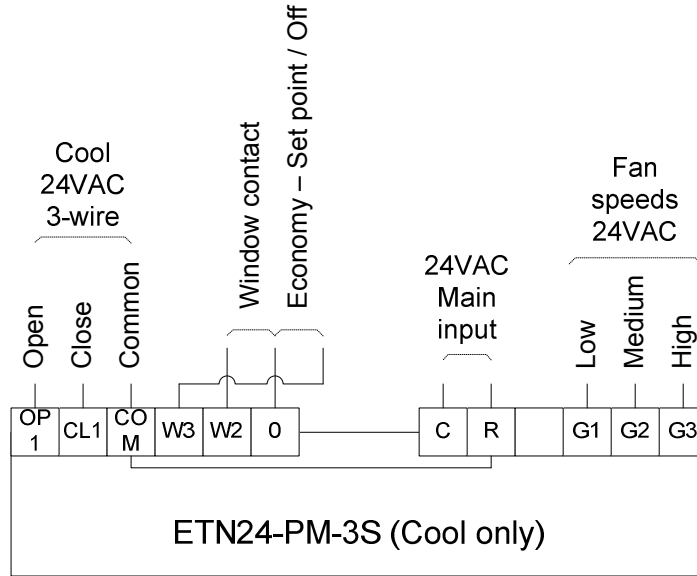 Cool
24VAC
3-wire
Open
Close
Common
Window contact
Economy – Set point / Off
24VAC
Main
input
Fan
speeds
24VAC
Low
Medium
High
OP
1
CL1
CO
M
W3
W2
0
C
R
G1
G2
G3
ETN24-PM-3S (Cool only)